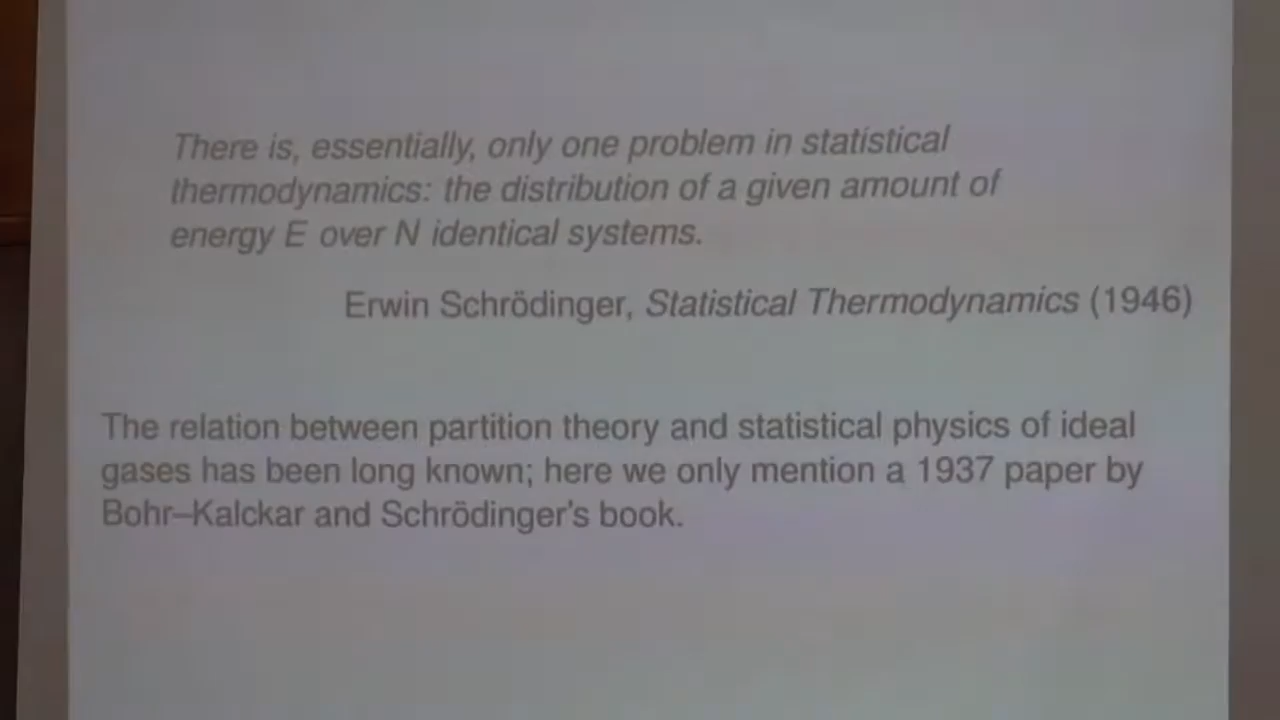 There is, essentially, only one problem in statistical
thermodynamics: the distribution of a given amount of
energy E over N identical systems.
Erwin Schrödinger, Statistical Thermodynamics (1946)
The relation between partition theory and statistical physics of ideal
gases has been long known; here we only mention a 1937 paper by
Bohr–Kalckar and Schrödinger's book.